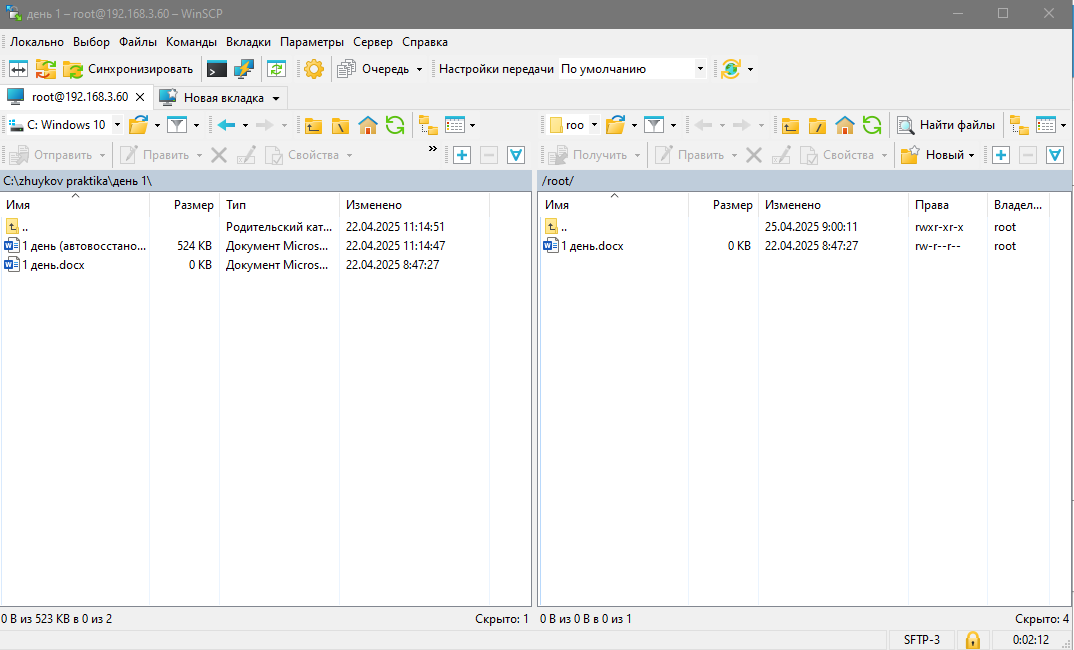 день 1 – root@192.168.3.60 – WinSCP
Локально Выбор Файлы Команды Вкладки Параметры Сервер Справка
Синхронизировать Очередь Настройки передачи По умолчанию
root@192.168.3.60 Новая вкладка
C: Windows 10 roo Найти файлы
Отправить Править Свойства » Получить Править Свойства Новый
C:\zhuykov praktika\день 1\ /root/
Имя Размер Тип Изменено Имя Размер Изменено Права Владел...
.. Родительский кат... 22.04.2025 11:14:51 .. 25.04.2025 9:00:11 rwxr-xr-x root
1 день (автовосстано... 524 KB Документ Micros... 22.04.2025 11:14:47 1 день.docx 0 KB 22.04.2025 8:47:27 rw-r--r-- root
1 день.docx 0 KB Документ Micros... 22.04.2025 8:47:27
0 B из 523 KB в 0 из 2 Скрыто: 1 0 B из 0 B в 0 из 1 Скрыто: 4
SFTP-3 0:02:12